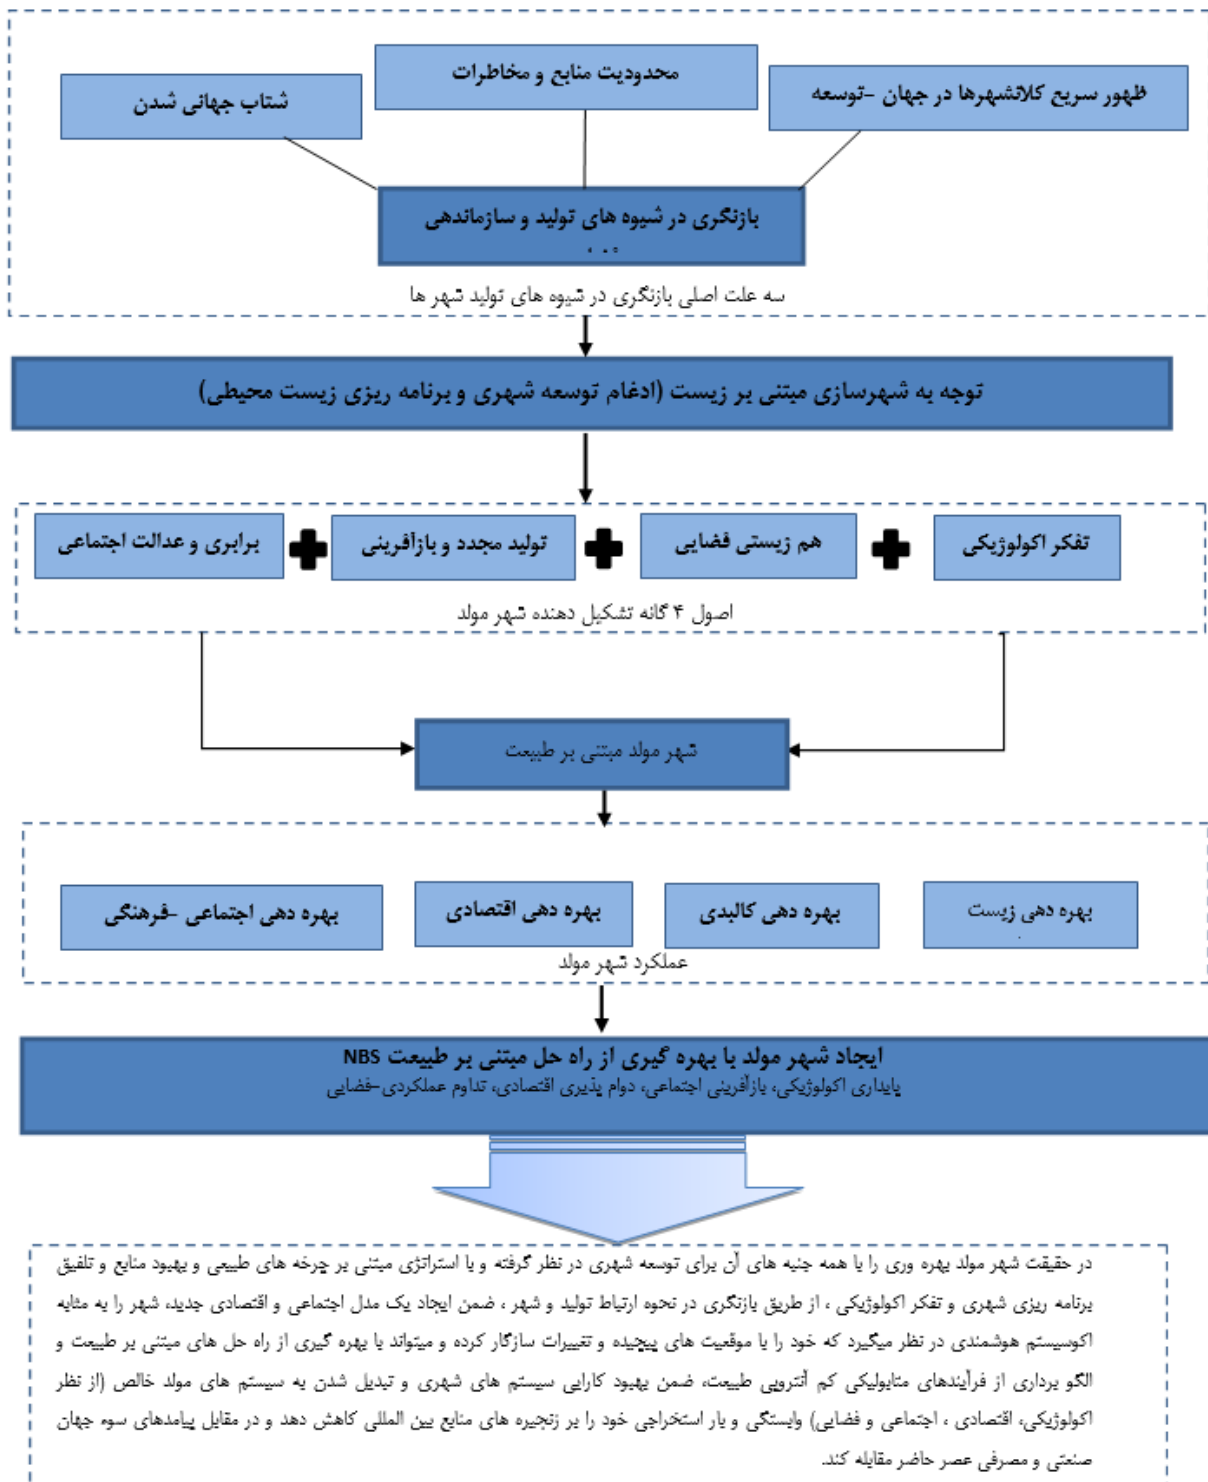 ظهور سریع کلانشهرها در جهان -توسعه
محدودیت منابع و مخاطرات
شتاب جهانی شدن
بازنگری در شیوه های تولید و سازماندهی
سه علت اصلی بازنگری در شیوه های تولید شهر ها
توجه به شهرسازی مبتنی بر زیست (ادغام توسعه شهری و برنامه ریزی زیست محیطی)
تفکر اکولوژیکی
هم زیستی فضایی
تولید مجدد و بازآفرینی
برابری و عدالت اجتماعی
اصول ۴ گانه تشکیل دهنده شهر مولد
شهر مولد مبتنی بر طبیعت
بهره دهی زیست
بهره دهی کالبدی
بهره دهی اقتصادی
بهره دهی اجتماعی -فرهنگی
عملکرد شهر مولد
ایجاد شهر مولد با بهره گیری از راه حل مبتنی بر طبیعت NBS
پایداری اکولوژیکی، بازآفرینی اجتماعی، دوام پذیری اقتصادی، تداوم عملکردی-فضایی
در حقیقت شهر مولد بهره وری را با همه جنبه های آن برای توسعه شهری در نظر گرفته و با استراتژی مبتنی بر چرخه های طبیعی و بهبود منابع و تلفیق
برنامه ریزی شهری و تفکر اکولوژیکی ، از طریق بازنگری در نحوه ارتباط تولید و شهر ، ضمن ایجاد یک مدل اجتماعی و اقتصادی جدید، شهر را به مثابه
اکوسیستم هوشمندی در نظر میگیرد که خود را با موقعیت های پیچیده و تغییرات سازگار کرده و میتواند با بهره گیری از راه حل های مبتنی بر طبیعت و
الگو برداری از فرآیندهای متابولیکی کم آنتروپی طبیعت، ضمن بهبود کارایی سیستم های شهری و تبدیل شدن به سیستم های مولد خالص (از نظر
اکولوژیکی، اقتصادی ، اجتماعی و فضایی) وابستگی و بار استخراجی خود را بر زنجیره های منابع بین المللی کاهش دهد و در مقابل پیامدهای سوء جهان
صنعتی و مصرفی عصر حاضر مقابله کند.